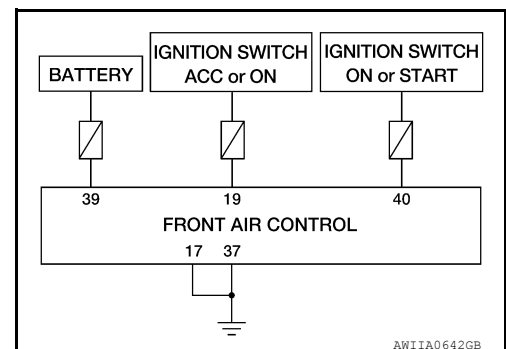 BATTERY
IGNITION SWITCH
ACC or ON
IGNITION SWITCH
ON or START
39 19 40
FRONT AIR CONTROL
17 37
AWIIA0642GB